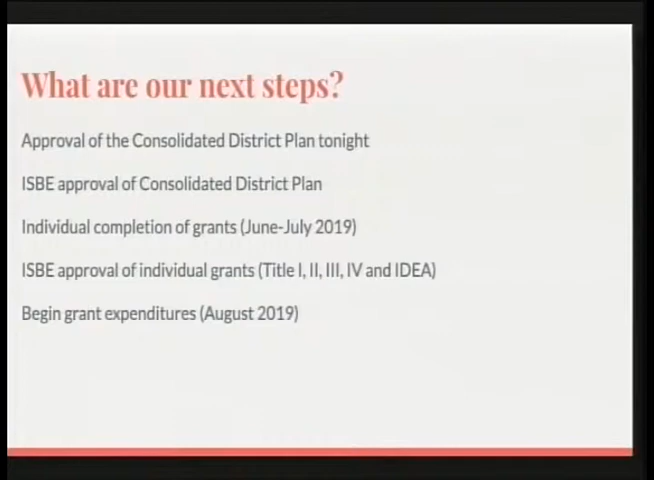 What are our next steps?
Approval of the Consolidated District Plan tonight
ISBE approval of Consolidated District Plan
Individual completion of grants (June-July 2019)
ISBE approval of individual grants (Title I, II, III, IV and IDEA)
Begin grant expenditures (August 2019)